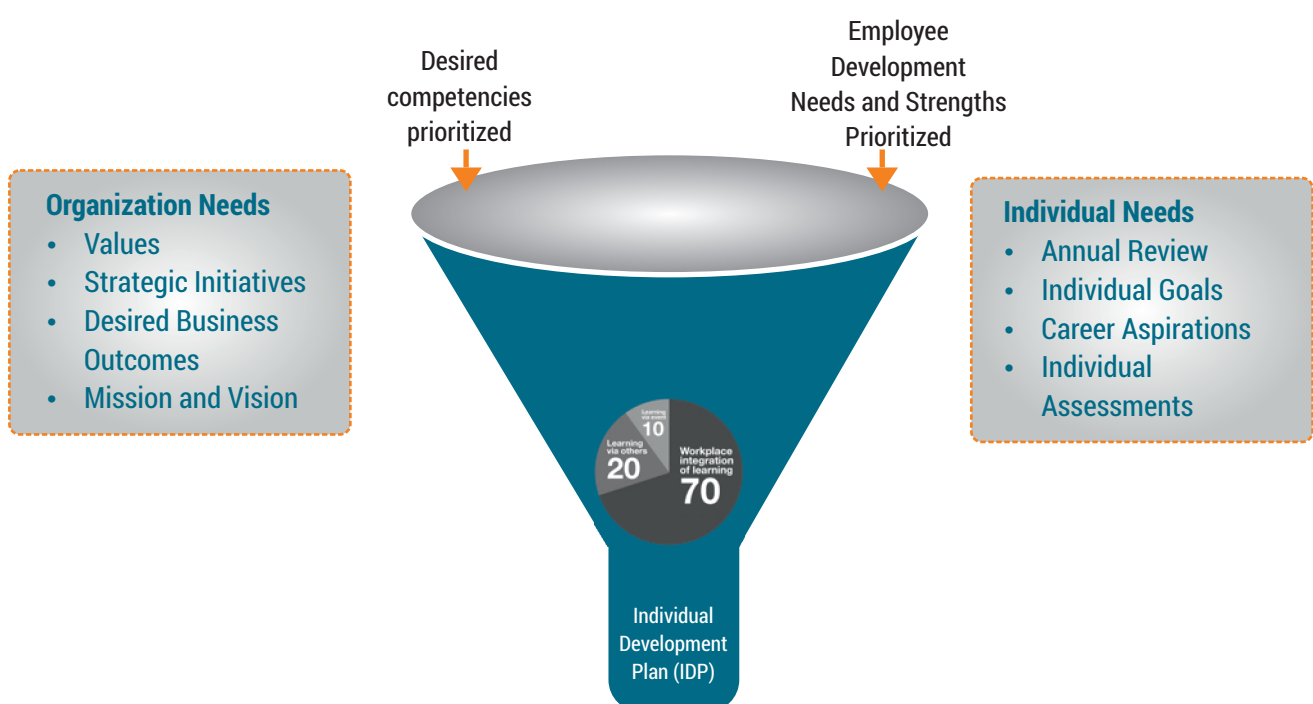 Desired
competencies
prioritized
Employee
Development
Needs and Strengths
Prioritized
Organization Needs
• Values
• Strategic Initiatives
• Desired Business
Outcomes
• Mission and Vision
Individual Needs
• Annual Review
• Individual Goals
• Career Aspirations
• Individual
Assessments
Learning
via event
10
Learning
via others
20
Workplace
integration
of learning
70
Individual
Development
Plan (IDP)